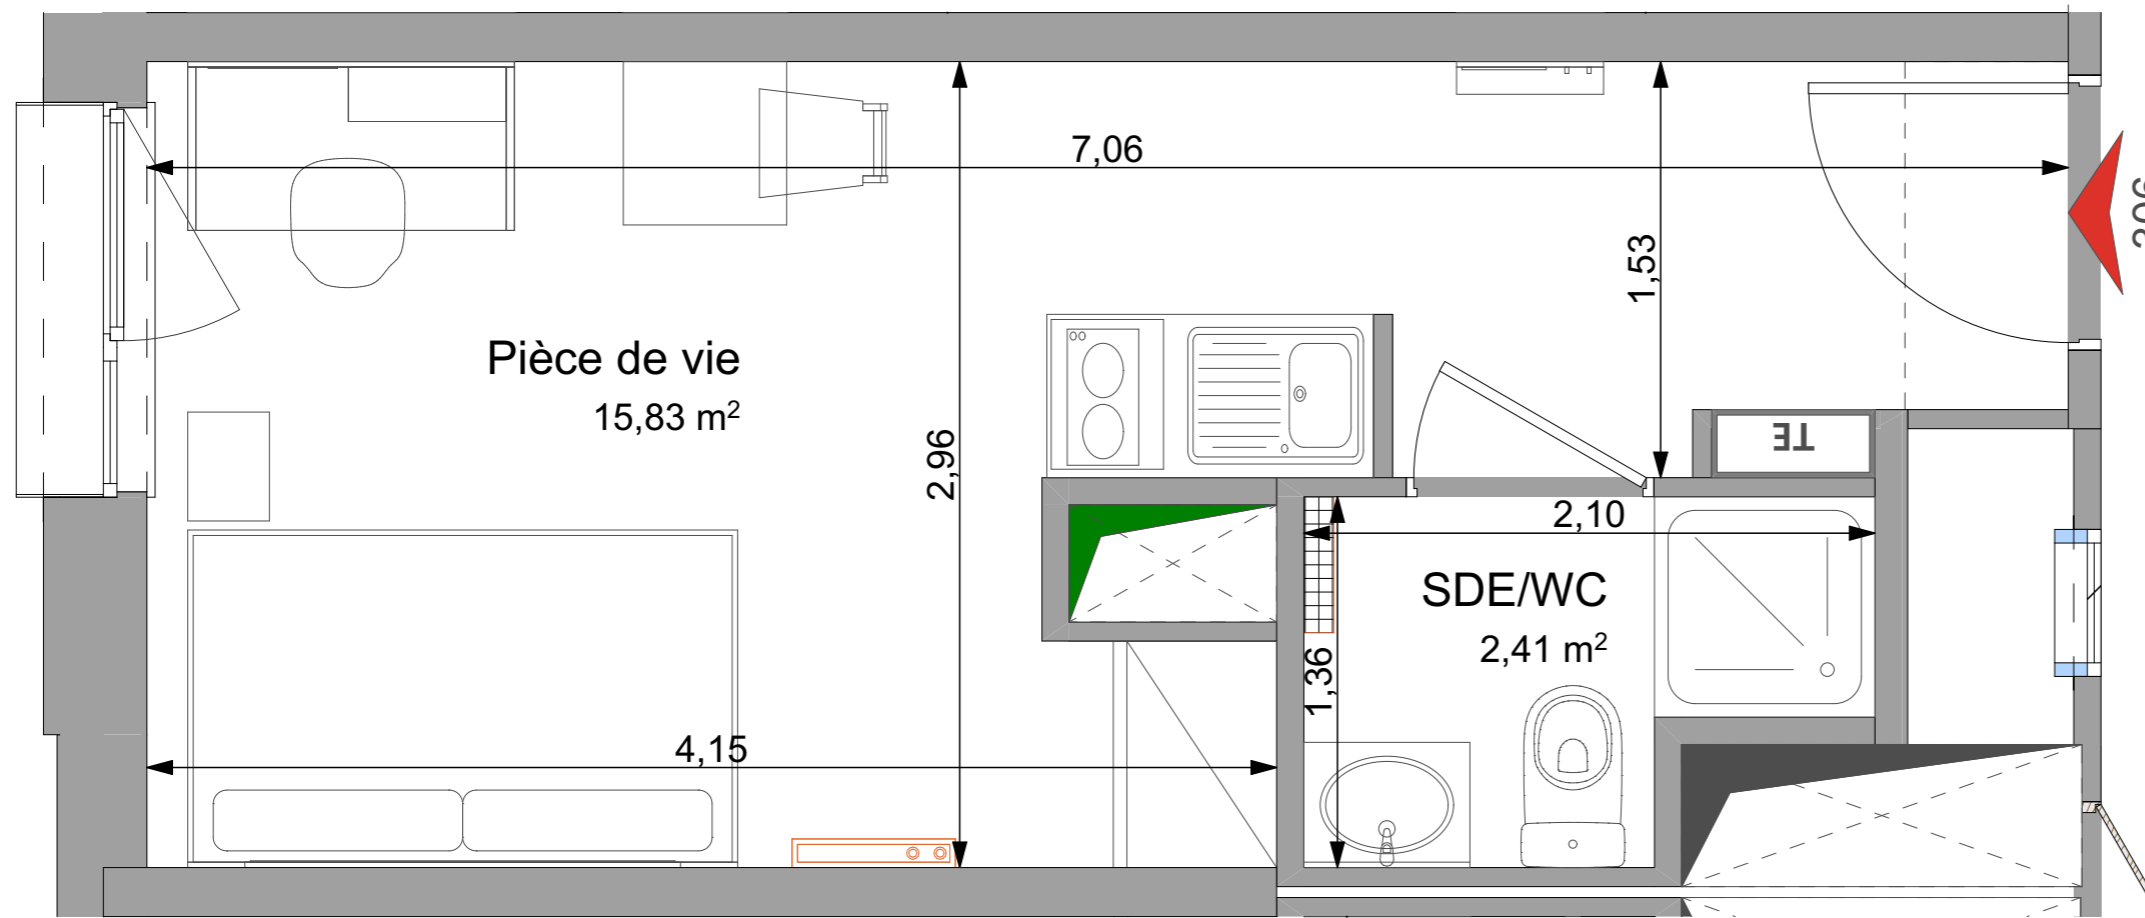 7,06
1,53
Pièce de vie
15,83 m²
2,96
TE
2,10
SDE/WC
2,41 m²
1,36
4,15